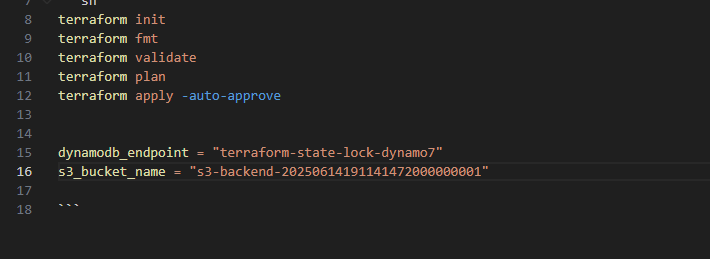 7 sh
8 terraform init
9 terraform fmt
10 terraform validate
11 terraform plan
12 terraform apply -auto-approve
13
14
15 dynamodb_endpoint = "terraform-state-lock-dynamo7"
16 s3_bucket_name = "s3-backend-20250614191141472000000001"
17
18 ```